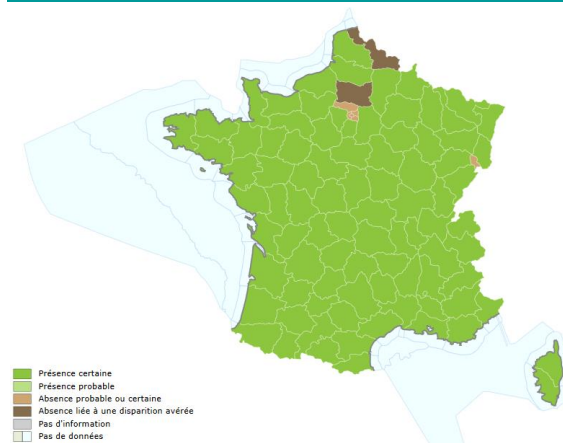 Présence certaine
Présence probable
Absence probable ou certaine
Absence liée à une disparition avérée
Pas d'information
Pas de données